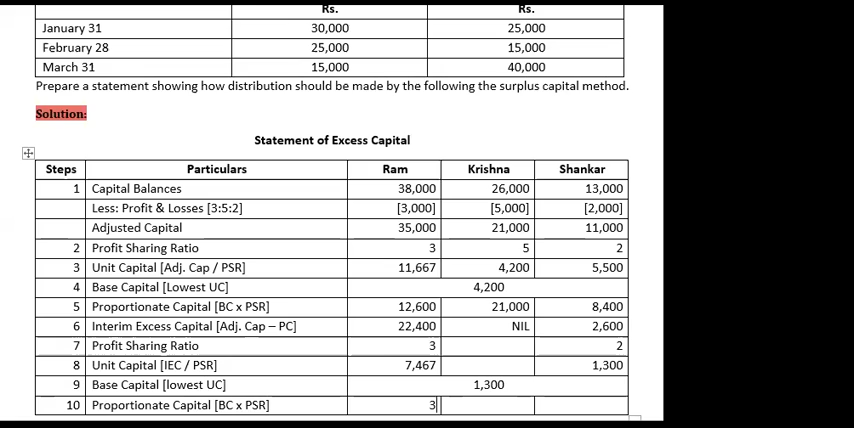 Rs. Rs.
January 31 30,000 25,000
February 28 25,000 15,000
March 31 15,000 40,000
Prepare a statement showing how distribution should be made by the following the surplus capital method.
Solution:
Statement of Excess Capital
Steps Particulars Ram Krishna Shankar
1 Capital Balances 38,000 26,000 13,000
Less: Profit & Losses [3:5:2] [3,000] [5,000] [2,000]
Adjusted Capital 35,000 21,000 11,000
2 Profit Sharing Ratio 3 5 2
3 Unit Capital [Adj. Cap / PSR] 11,667 4,200 5,500
4 Base Capital [Lowest UC] 4,200
5 Proportionate Capital [BC x PSR] 12,600 21,000 8,400
6 Interim Excess Capital [Adj. Cap – PC] 22,400 NIL 2,600
7 Profit Sharing Ratio 3 2
8 Unit Capital [IEC / PSR] 7,467 1,300
9 Base Capital [lowest UC] 1,300
10 Proportionate Capital [BC x PSR] 3